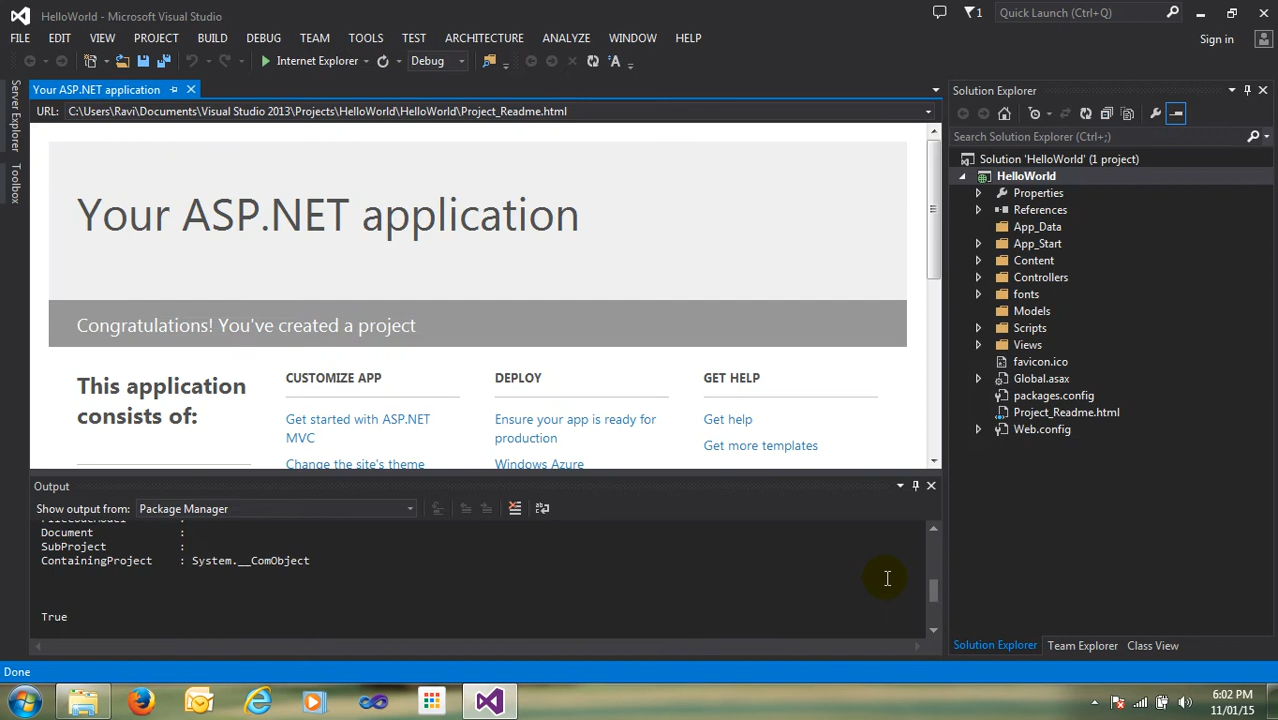 HelloWorld - Microsoft Visual Studio
1
Quick Launch (Ctrl+Q)
FILE EDIT VIEW PROJECT BUILD DEBUG TEAM TOOLS TEST ARCHITECTURE ANALYZE WINDOW HELP
Sign in
Internet Explorer
Debug
Server Explorer
Toolbox
Your ASP.NET application
URL: C:\Users\Ravi\Documents\Visual Studio 2013\Projects\HelloWorld\HelloWorld\Project_Readme.html
Your ASP.NET application
Congratulations! You've created a project
This application
consists of:
CUSTOMIZE APP
Get started with ASP.NET
MVC
Change the site's theme
DEPLOY
Ensure your app is ready for
production
Windows Azure
GET HELP
Get help
Get more templates
Output
Show output from: Package Manager
Document :
SubProject :
ContainingProject : System.__ComObject
True
Solution Explorer
Search Solution Explorer (Ctrl+;)
Solution 'HelloWorld' (1 project)
HelloWorld
Properties
References
App_Data
App_Start
Content
Controllers
fonts
Models
Scripts
Views
favicon.ico
Global.asax
packages.config
Project_Readme.html
Web.config
Solution Explorer Team Explorer Class View
Done
6:02 PM
11/01/15